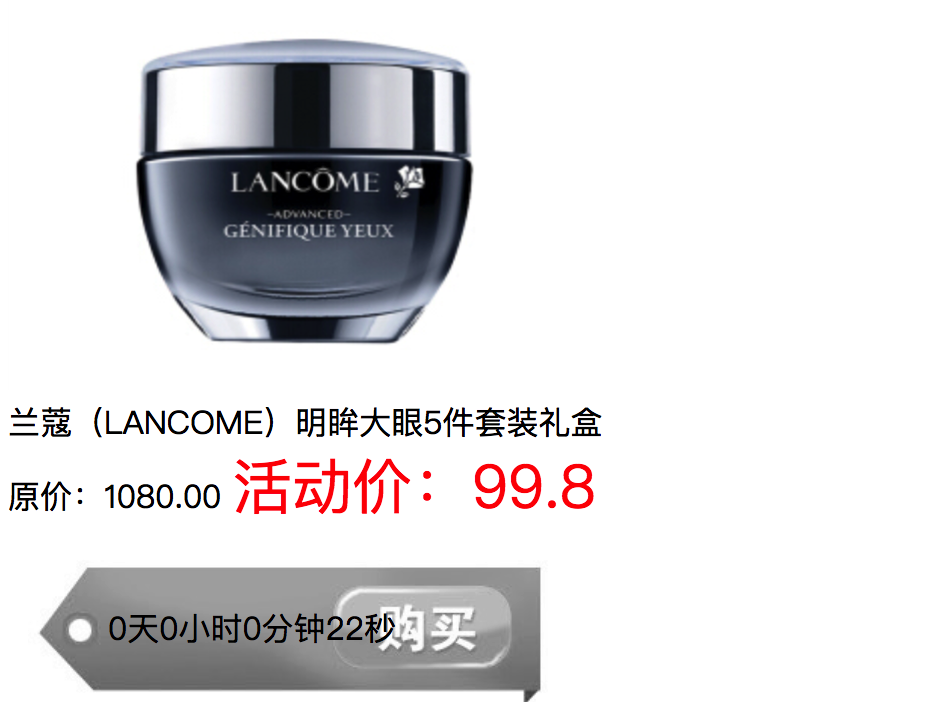 LANCÔME
-ADVANCED-
GÉNIFIQUE YEUX
兰蔻（LANCOME）明眸大眼5件套装礼盒
原价：1080.00 活动价：99.8
0天0小时0分钟22秒 购买